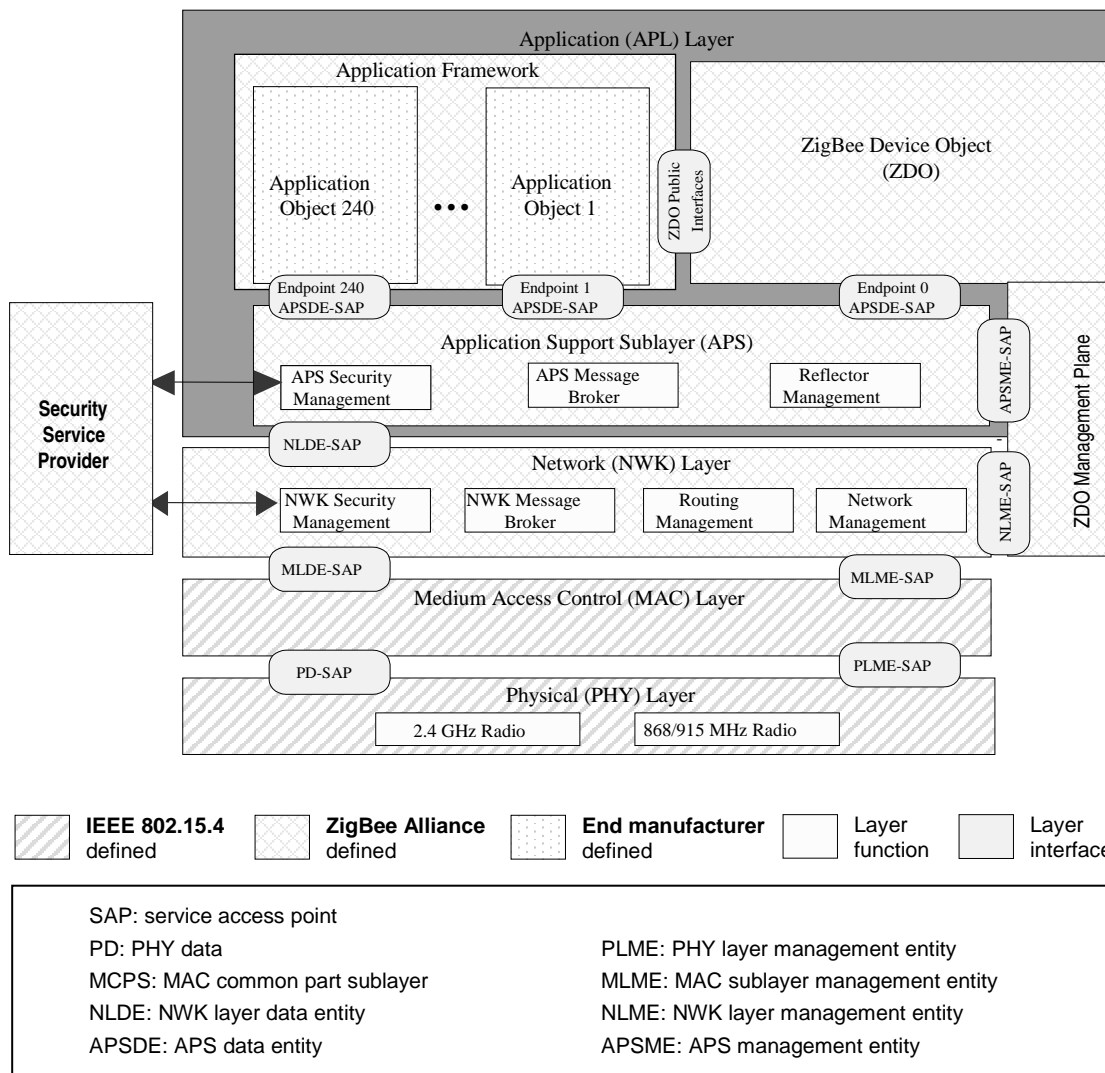 Application (APL) Layer
Application Framework
ZigBee Device Object
(ZDO)
Application
Object 240
...
Application
Object 1
ZDO Public
Interfaces
Endpoint 240
APSDE-SAP
Endpoint 1
APSDE-SAP
Endpoint 0
APSDE-SAP
Application Support Sublayer (APS)
APS Security
Management
APS Message
Broker
Reflector
Management
APSME-SAP
Security
Service
Provider
ZDO Management Plane
NLDE-SAP
Network (NWK) Layer
NWK Security
Management
NWK Message
Broker
Routing
Management
Network
Management
NLME-SAP
MLDE-SAP
MLME-SAP
Medium Access Control (MAC) Layer
PD-SAP
PLME-SAP
Physical (PHY) Layer
2.4 GHz Radio
868/915 MHz Radio
IEEE 802.15.4
defined
ZigBee Alliance
defined
End manufacturer
defined
Layer
function
Layer
interface
SAP: service access point
PD: PHY data
PLME: PHY layer management entity
MCPS: MAC common part sublayer
MLME: MAC sublayer management entity
NLDE: NWK layer data entity
NLME: NWK layer management entity
APSDE: APS data entity
APSME: APS management entity